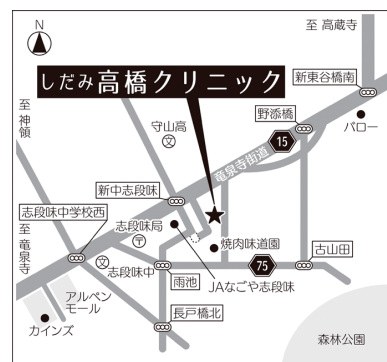 N
至 高蔵寺
しだみ高橋クリニック
新東谷橋南
至 神領
守山高
文
野添橋
バロー
15
竜泉寺街道
新中志段味
志段味中学校西
志段味局
〒
至 竜泉寺
文
志段味中
焼肉味道園
JAなごや志段味
75
古山田
雨池
アルペン
モール
カインズ
長戸橋北
森林公園